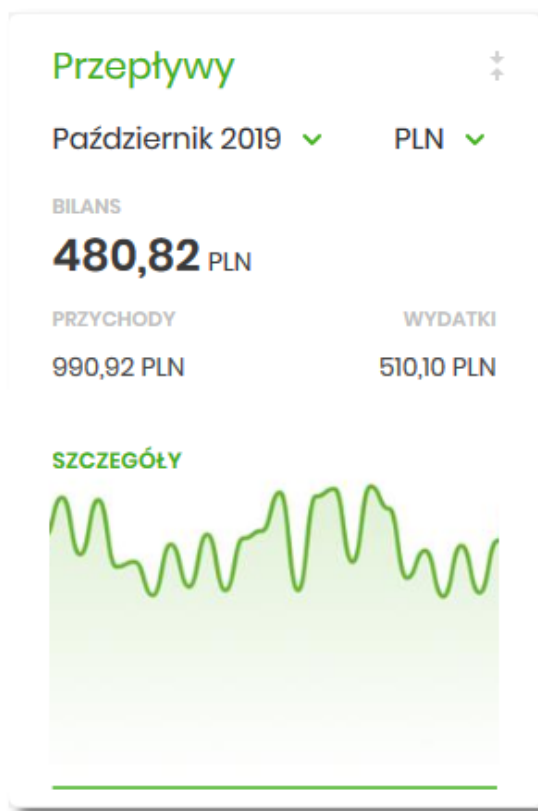 Przepływy
Październik 2019 PLN
BILANS
480,82 PLN
PRZYCHODY WYDATKI
990,92 PLN 510,10 PLN
SZCZEGÓŁY